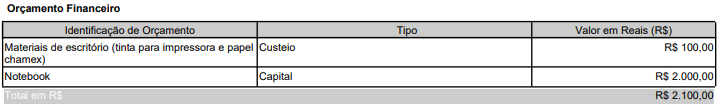 Orçamento Financeiro
Identificação de Orçamento Tipo Valor em Reais (R$)
Materiais de escritório (tinta para impressora e papel Custeio R$ 100,00
chamex)
Notebook Capital R$ 2.000,00
Total em R$ R$ 2.100,00